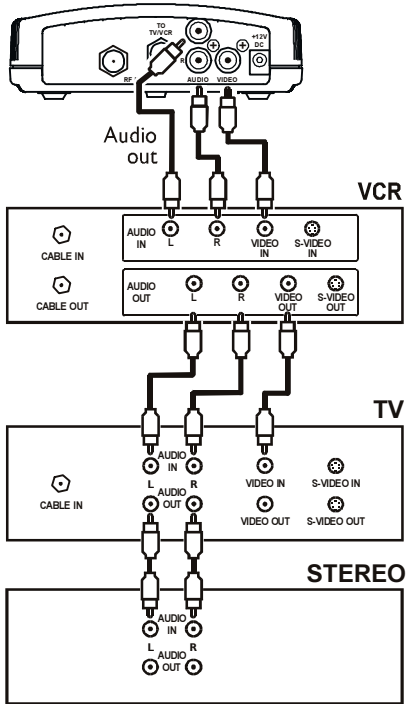 TO
TV/VCR
+12V
DC
R
RF
AUDIO VIDEO
Audio
out
VCR
CABLE IN
AUDIO
IN
L
R
VIDEO
IN
S-VIDEO
IN
CABLE OUT
AUDIO
OUT
L
R
VIDEO
OUT
S-VIDEO
OUT
TV
CABLE IN
AUDIO
IN
L R
AUDIO
OUT
VIDEO IN
S-VIDEO IN
VIDEO OUT
S-VIDEO OUT
STEREO
AUDIO
IN
L R
AUDIO
OUT